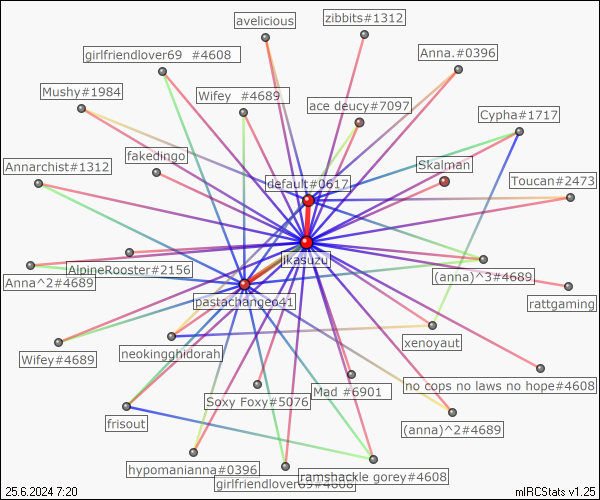 avelicious
zibbits#1312
girlfriendlover69 #4608
Anna.#0396
Mushy#1984
Wifey #4689
ace deucy#7097
Cypha#1717
fakedingo
Annarchist#1312
default#0617
Skalman
Toucan#2473
ikasuzu
AlpineRooster#2156
Anna^2#4689
(anna)^3#4689
pastachangeo41
rattgaming
xenoyaut
neokingghidorah
Wifey#4689
no cops no laws no hope#4608
Mad #6901
Soxy Foxy#5076
frisout
(anna)^2#4689
hypomanianna#0396
ramshackle gorey#4608
girlfriendlover69#4608
25.6.2024 7:20
mIRCStats v1.25